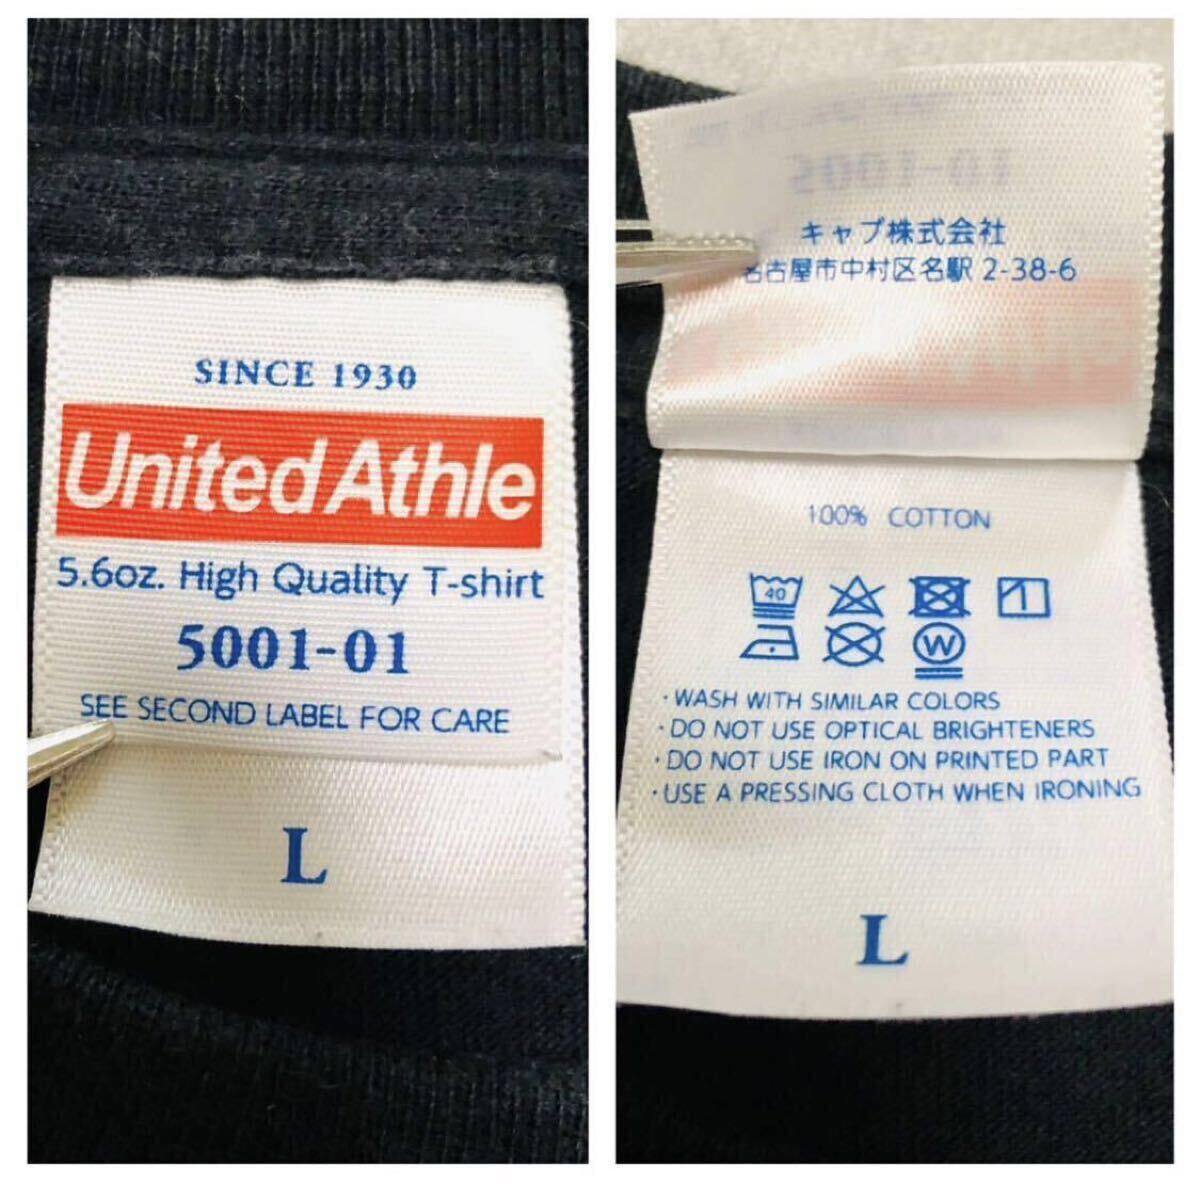 SINCE 1930
United Athle
5.6oz. High Quality T-shirt
5001-01
SEE SECOND LABEL FOR CARE
L
5001-01
キャブ株式会社
名古屋市中村区名駅 2-38-6
100% COTTON
40
W
・WASH WITH SIMILAR COLORS
・DO NOT USE OPTICAL BRIGHTENERS
・DO NOT USE IRON ON PRINTED PART
・USE A PRESSING CLOTH WHEN IRONING
L